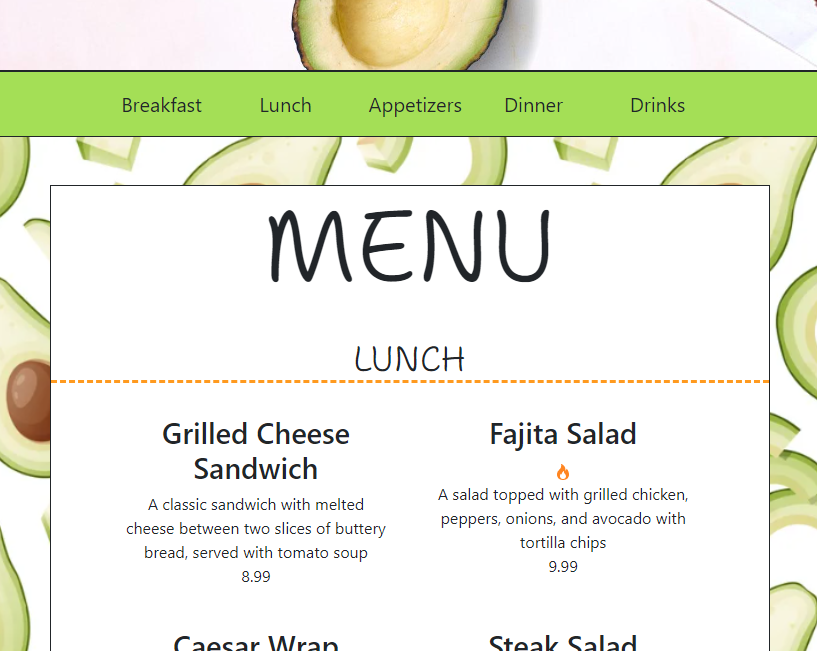 Breakfast Lunch Appetizers Dinner Drinks
MENU
LUNCH
Grilled Cheese
Sandwich
A classic sandwich with melted
cheese between two slices of buttery
bread, served with tomato soup
8.99
Fajita Salad
A salad topped with grilled chicken,
peppers, onions, and avocado with
tortilla chips
9.99
Caesar Wrap
Steak Salad